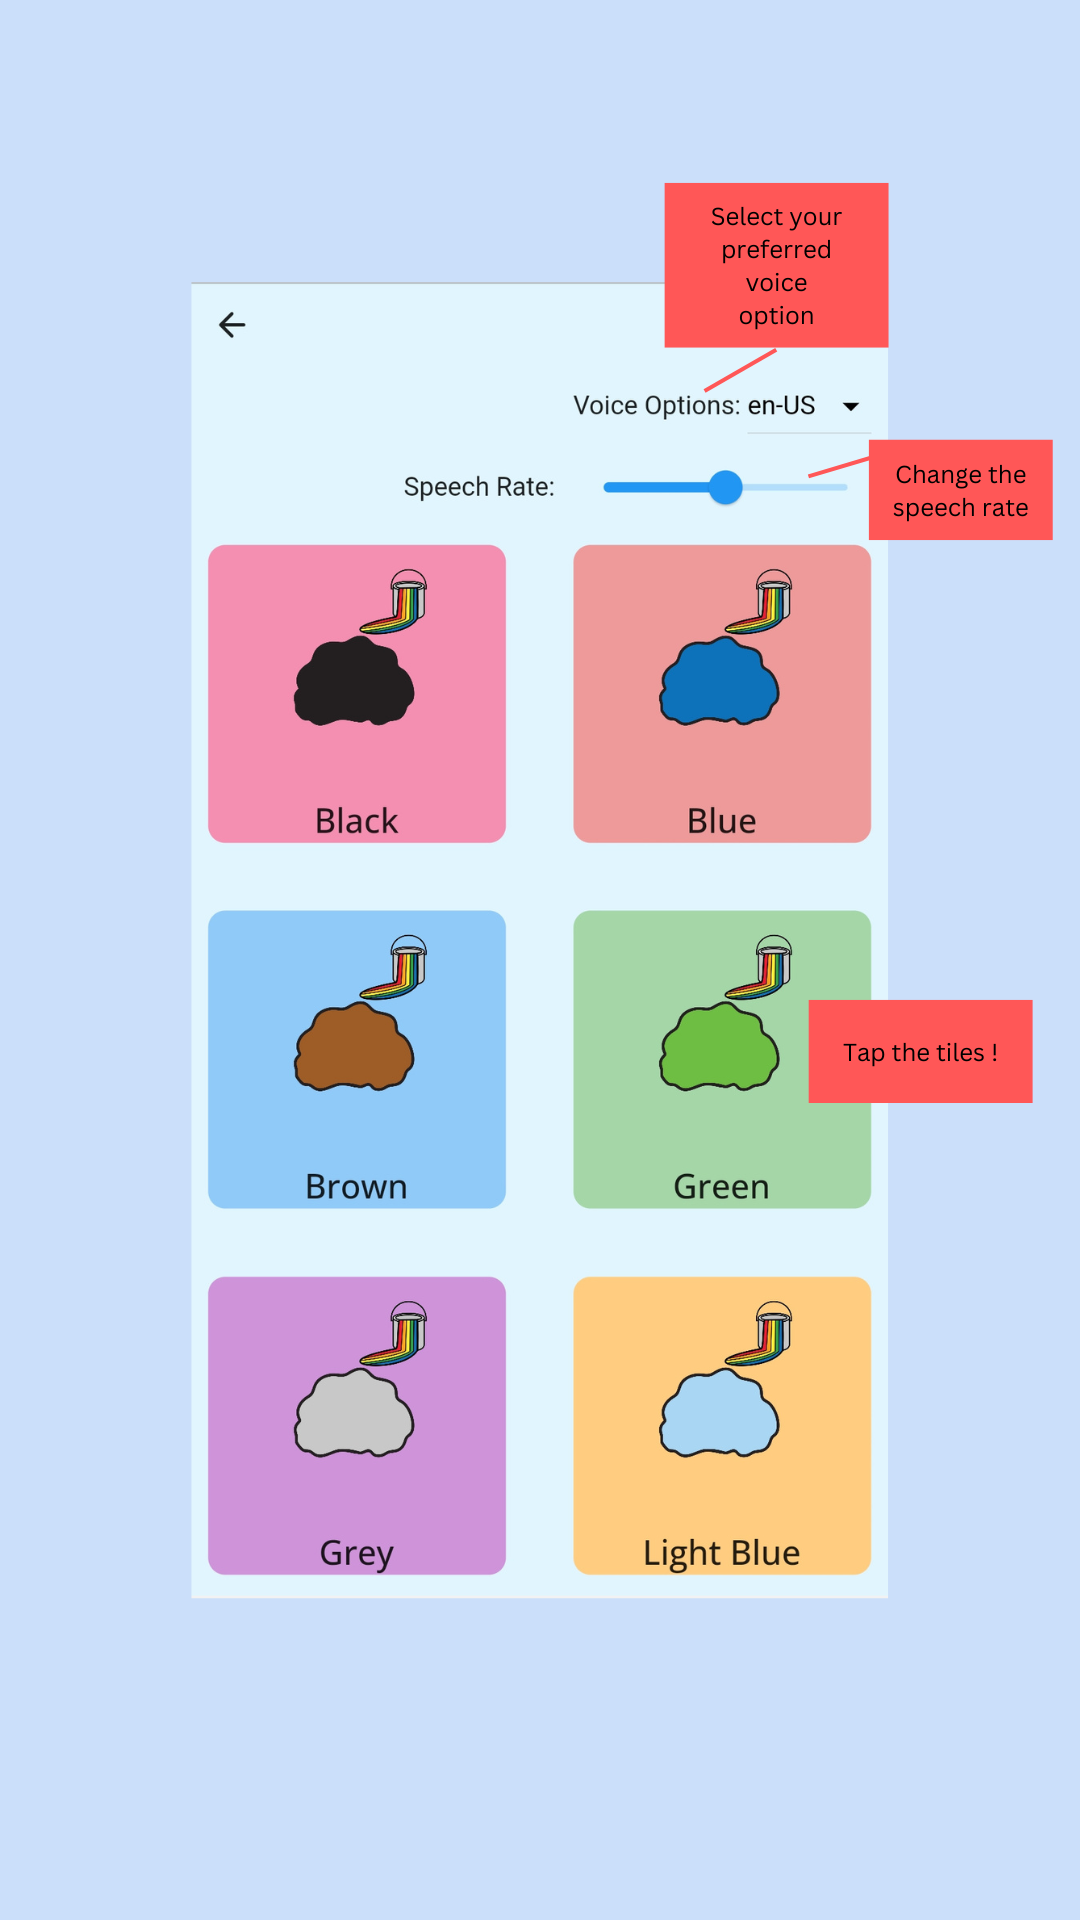 Select your
preferred
voice
option
Voice Options: en-US
Speech Rate:
Change the
speech rate
Black
Blue
Brown
Green
Tap the tiles !
Grey
Light Blue